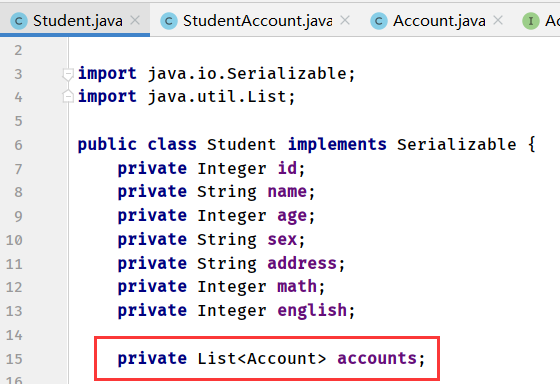 Student.java StudentAccount.java Account.java
2
3 import java.io.Serializable;
4 import java.util.List;
5
6 public class Student implements Serializable {
7 private Integer id;
8 private String name;
9 private Integer age;
10 private String sex;
11 private String address;
12 private Integer math;
13 private Integer english;
14
15 private List<Account> accounts;
16